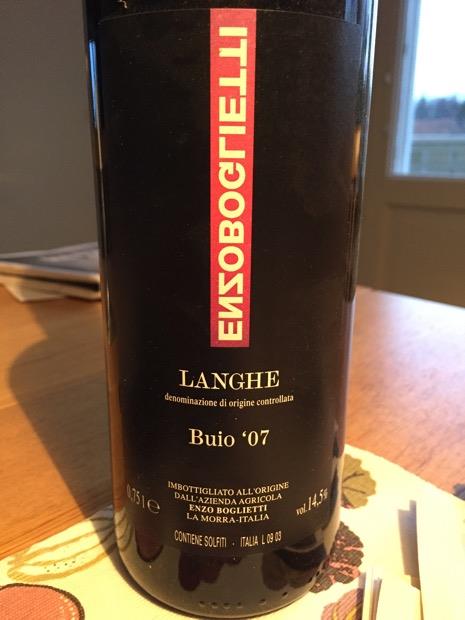 ENZOBOGLIETTI
LANGHE
denominazione di origine controllata
Buio '07
IMBOTTIGLIATO ALL'ORIGINE
DALL'AZIENDA AGRICOLA
ENZO BOGLIETTI
LA MORRA-ITALIA
0,75 l e
vol. 14,5%
CONTIENE SOLFITI · ITALIA L 09 03